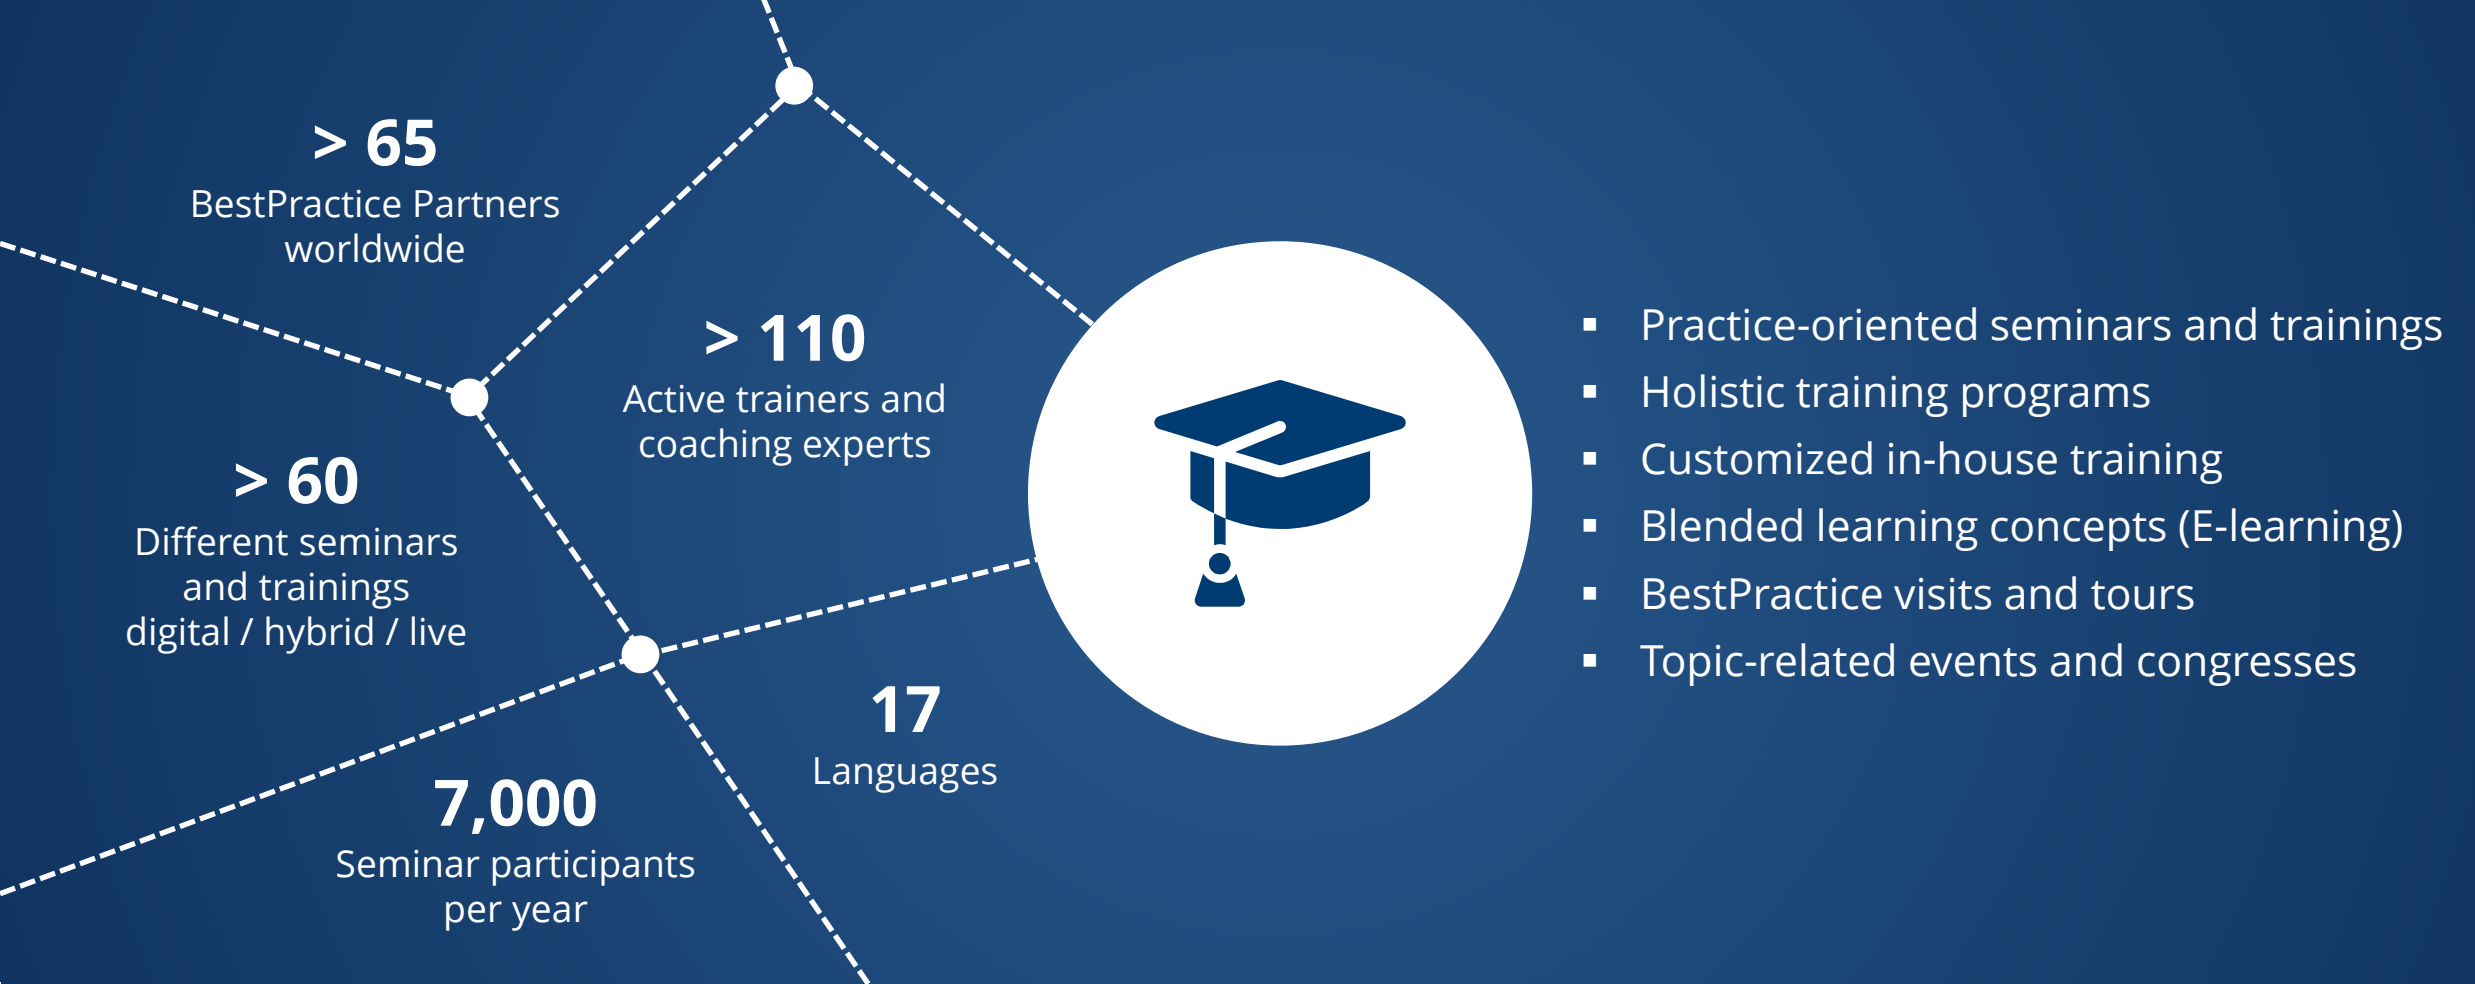 > 65
BestPractice Partners
worldwide
> 110
Active trainers and
coaching experts
> 60
Different seminars
and trainings
digital / hybrid / live
17
Languages
7,000
Seminar participants
per year
▪ Practice-oriented seminars and trainings
▪ Holistic training programs
▪ Customized in-house training
▪ Blended learning concepts (E-learning)
▪ BestPractice visits and tours
▪ Topic-related events and congresses